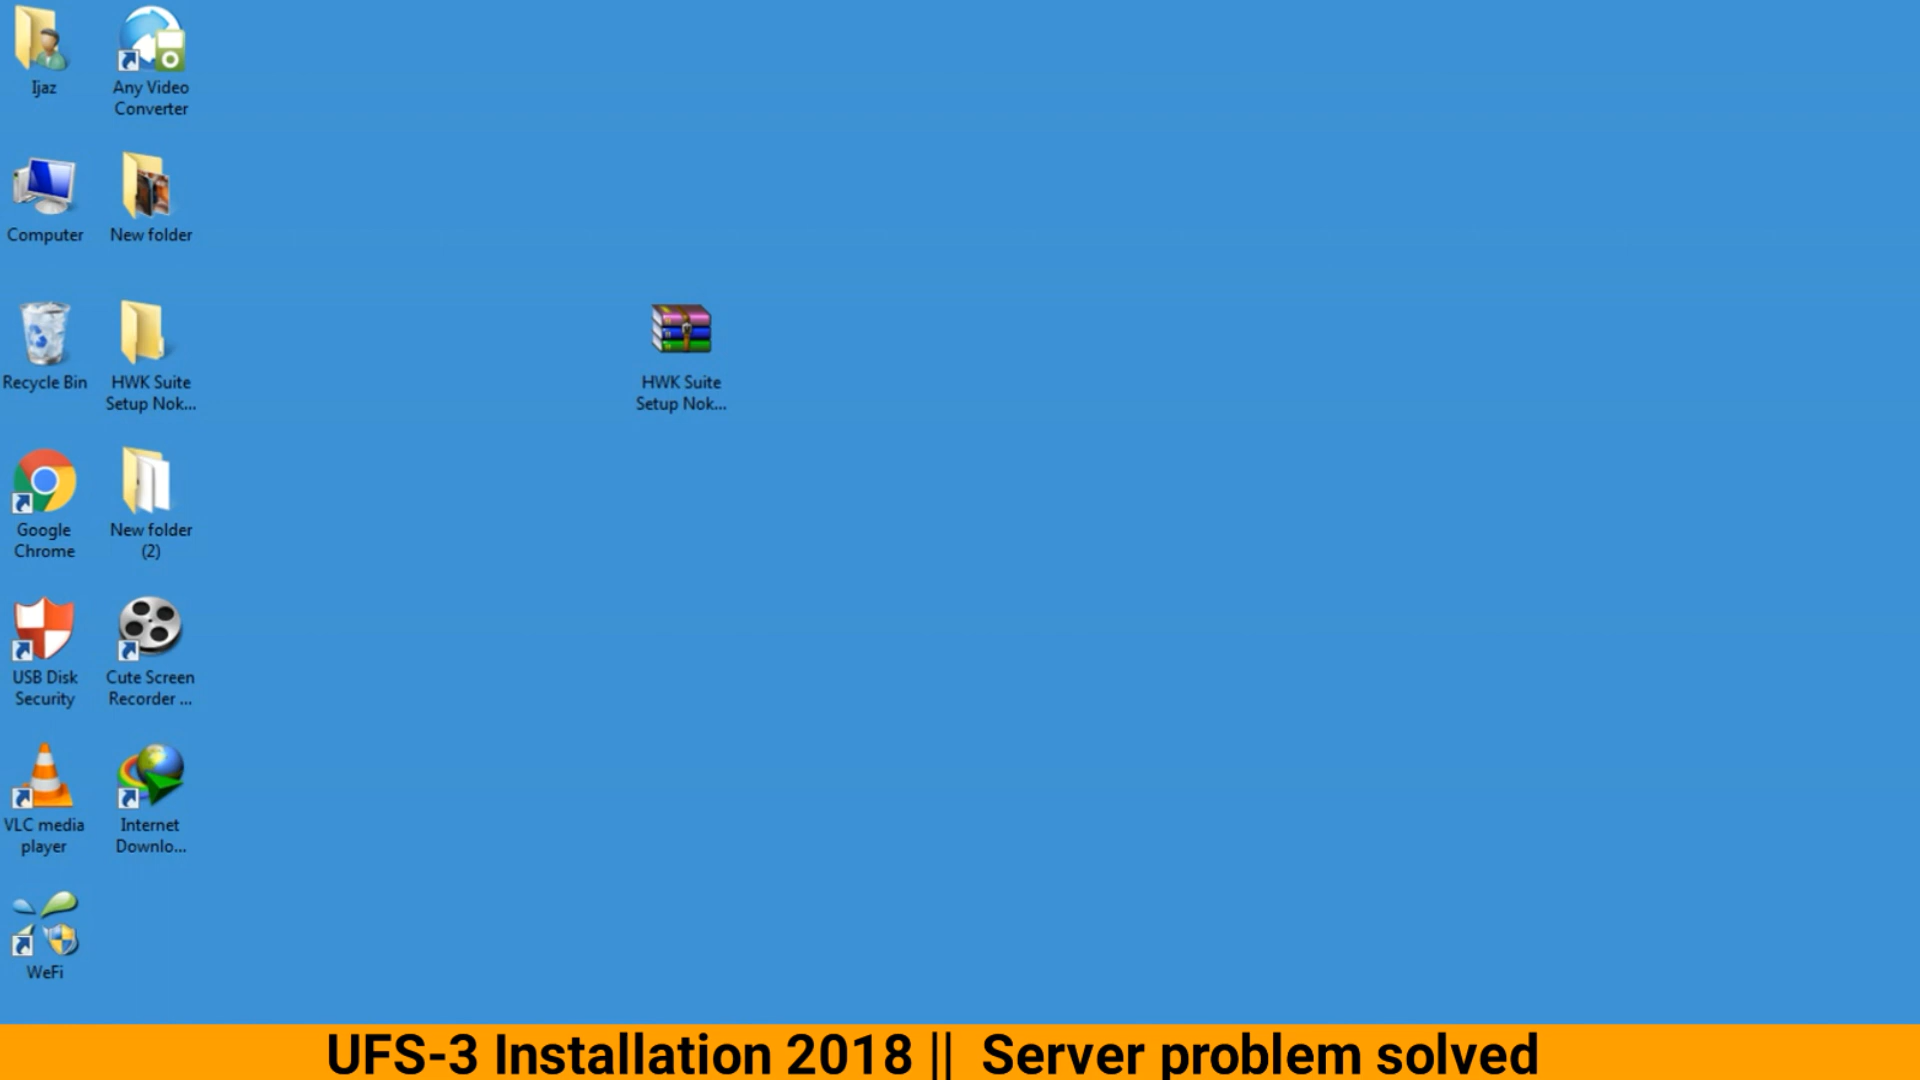 Ijaz
Any Video
Converter
Computer
New folder
Recycle Bin
HWK Suite
Setup Nok...
HWK Suite
Setup Nok...
Google
Chrome
New folder
(2)
USB Disk
Security
Cute Screen
Recorder ...
VLC media
player
Internet
Downlo...
WeFi
UFS-3 Installation 2018 || Server problem solved